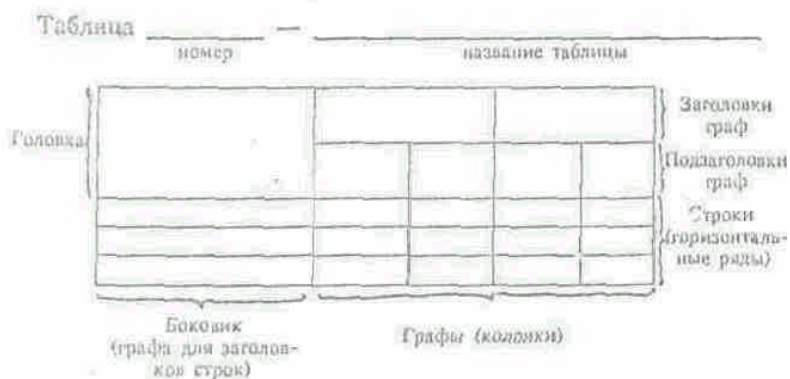 Таблица — 
номер название таблицы
Головка
Заголовки
граф
Подзаголовки
граф
Строки
(горизонталь-
ные ряды)
Боковик
(графа для заголов-
ков строк)
Графы (колонки)